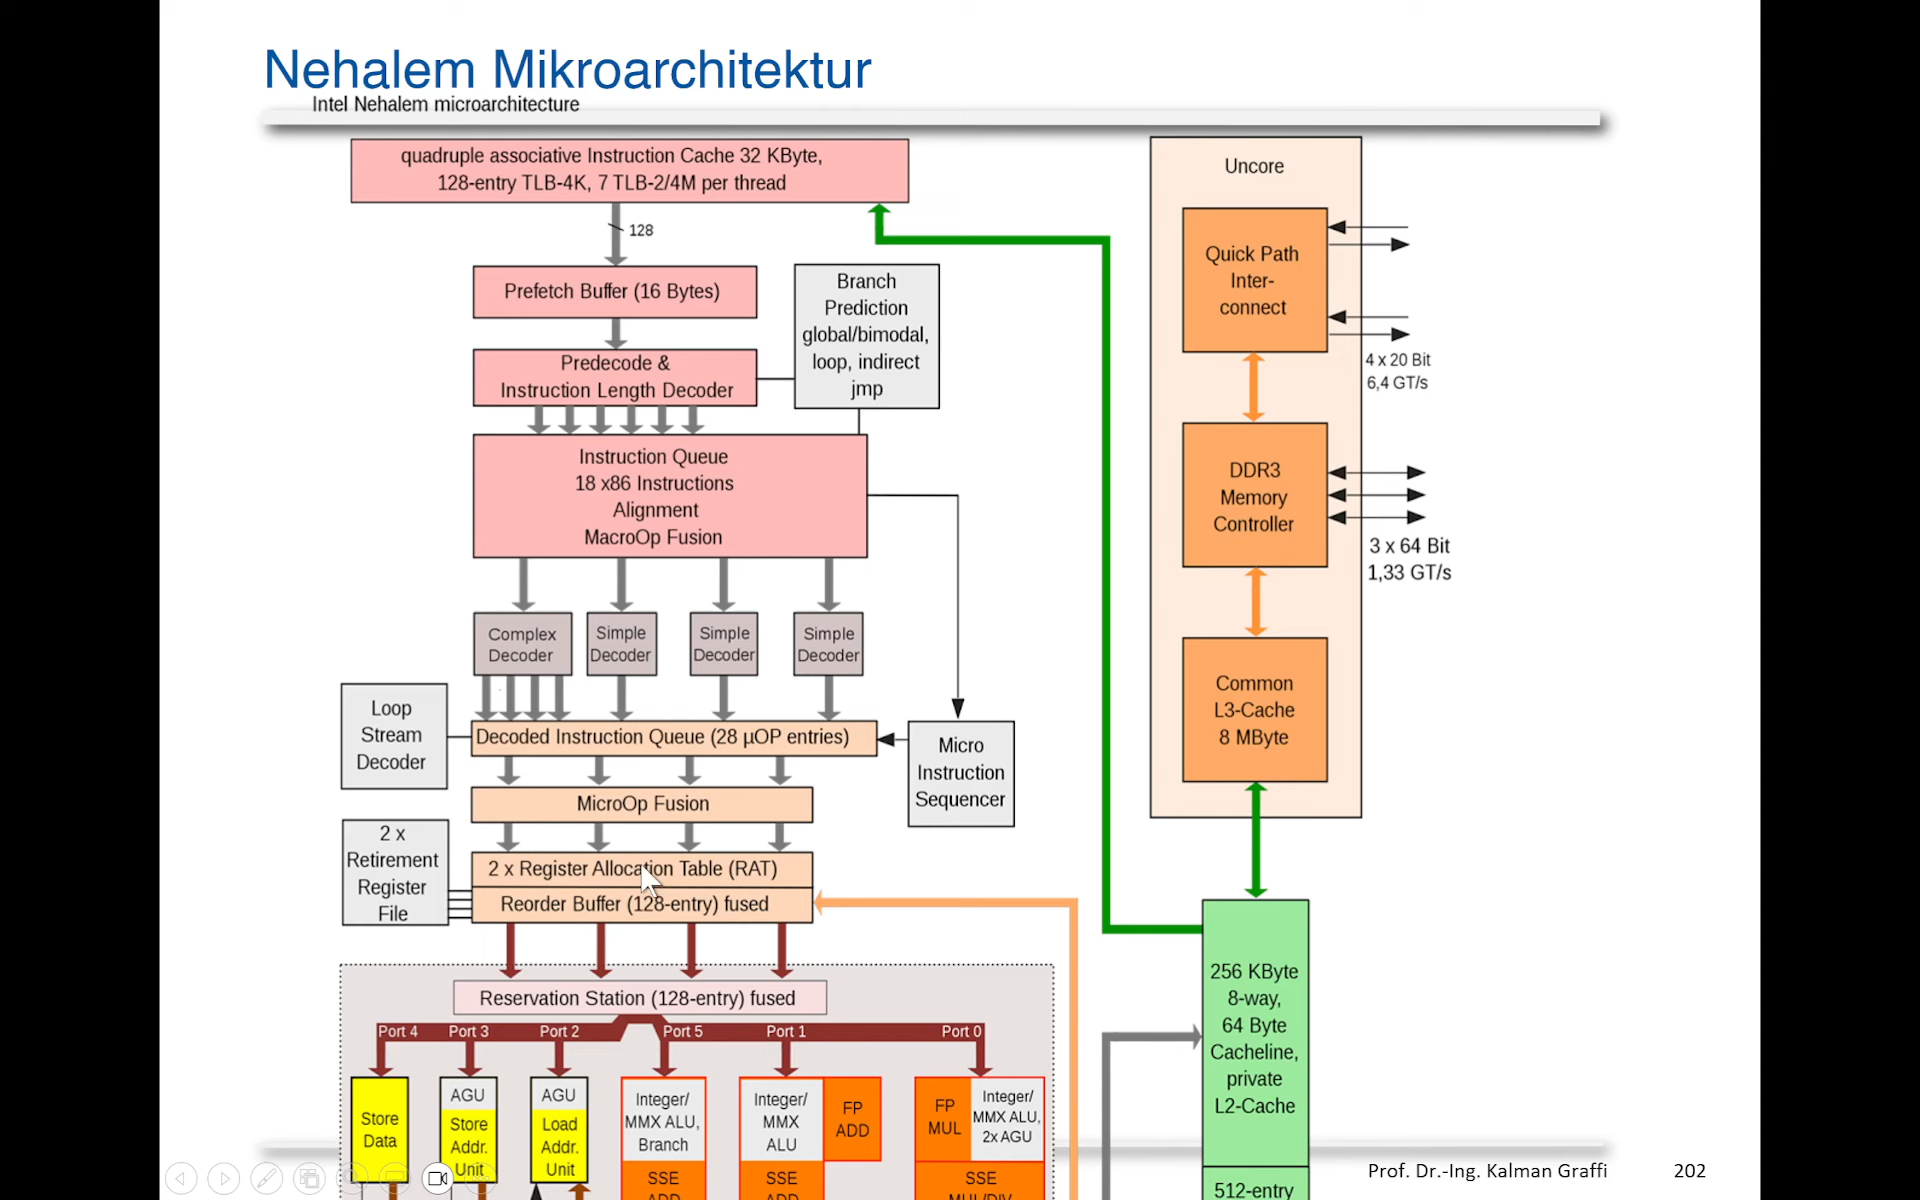 Nehalem Mikroarchitektur
Intel Nehalem microarchitecture
quadruple associative Instruction Cache 32 KByte,
128-entry TLB-4K, 7 TLB-2/4M per thread
128
Prefetch Buffer (16 Bytes)
Predecode &
Instruction Length Decoder
Branch
Prediction
global/bimodal,
loop, indirect
jmp
Instruction Queue
18 x86 Instructions
Alignment
MacroOp Fusion
Complex
Decoder
Simple
Decoder
Simple
Decoder
Simple
Decoder
Loop
Stream
Decoder
Decoded Instruction Queue (28 µOP entries)
Micro
Instruction
Sequencer
MicroOp Fusion
2 x
Retirement
Register
File
2 x Register Allocation Table (RAT)
Reorder Buffer (128-entry) fused
Reservation Station (128-entry) fused
Port 4
Port 3
Port 2
Port 5
Port 1
Port 0
Store
Data
AGU
Store
Addr.
Unit
AGU
Load
Addr.
Unit
Integer/
MMX ALU,
Branch
SSE
ADD
Integer/
MMX
ALU
SSE
ADD
FP
ADD
FP
MUL
Integer/
MMX ALU,
2x AGU
SSE
MUL/DIV
Uncore
Quick Path
Inter-
connect
4 x 20 Bit
6,4 GT/s
DDR3
Memory
Controller
3 x 64 Bit
1,33 GT/s
Common
L3-Cache
8 MByte
256 KByte
8-way,
64 Byte
Cacheline,
private
L2-Cache
512-entry
Prof. Dr.-Ing. Kalman Graffi
202